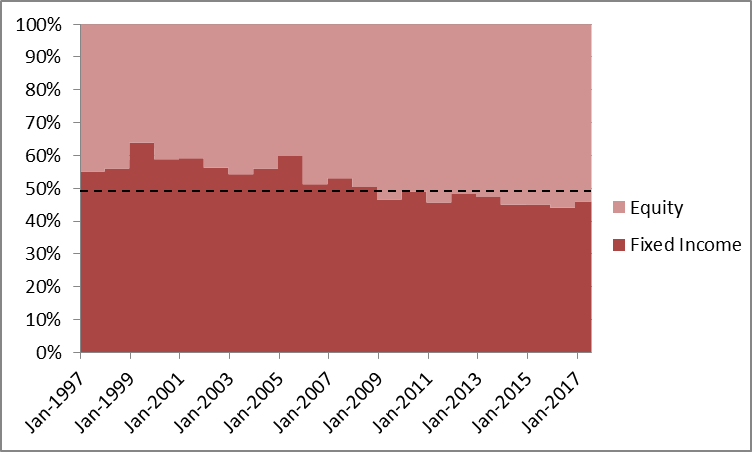 100%
90%
80%
70%
60%
50%
40%
30%
20%
10%
0%
Jan-1997
Jan-1999
Jan-2001
Jan-2003
Jan-2005
Jan-2007
Jan-2009
Jan-2011
Jan-2013
Jan-2015
Jan-2017
Equity
Fixed Income